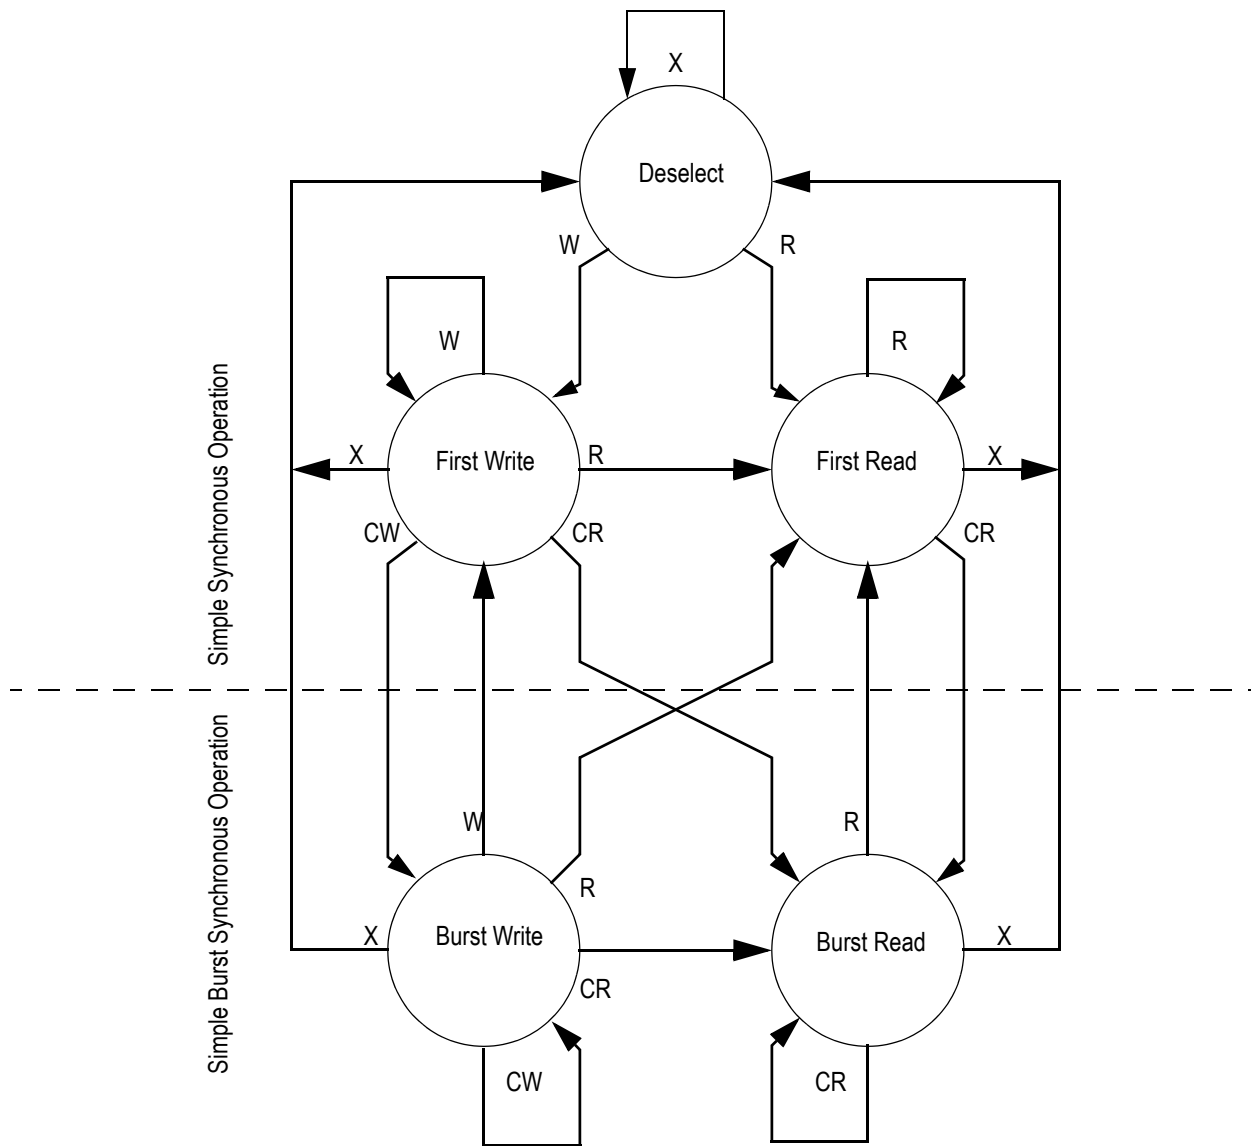 X
Deselect
W
R
W
R
Simple Synchronous Operation
X
First Write
R
First Read
X
CW
CR
CR
Simple Burst Synchronous Operation
W
R
R
X
Burst Write
Burst Read
X
CR
CW
CR